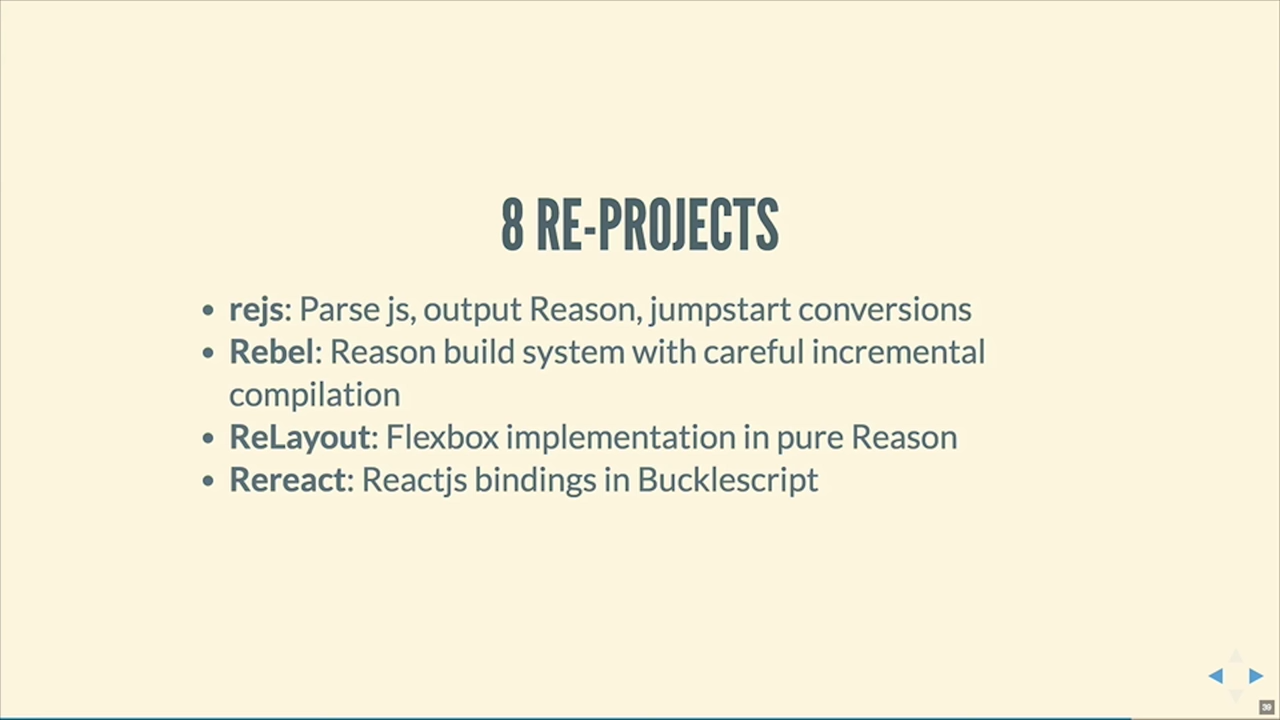 8 RE-PROJECTS
• rejs: Parse js, output Reason, jumpstart conversions
• Rebel: Reason build system with careful incremental
compilation
• ReLayout: Flexbox implementation in pure Reason
• Rereact: Reactjs bindings in Bucklescript
39